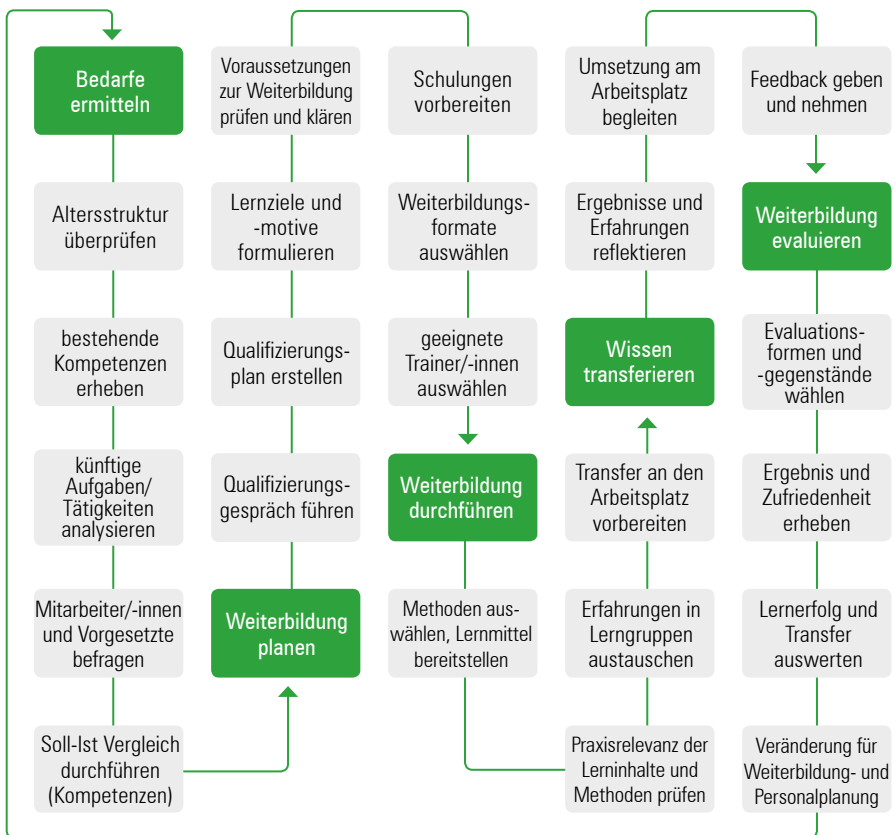 Bedarfe
ermitteln
Altersstruktur
überprüfen
bestehende
Kompetenzen
erheben
künftige
Aufgaben/
Tätigkeiten
analysieren
Mitarbeiter/-innen
und Vorgesetzte
befragen
Soll-Ist Vergleich
durchführen
(Kompetenzen)
Weiterbildung
planen
Qualifizierungs-
gespräch führen
Qualifizierungs-
plan erstellen
Lernziele und
-motive
formulieren
Voraussetzungen
zur Weiterbildung
prüfen und klären
Schulungen
vorbereiten
Weiterbildungs-
formate
auswählen
geeignete
Trainer/-innen
auswählen
Weiterbildung
durchführen
Methoden aus-
wählen, Lernmittel
bereitstellen
Praxisrelevanz der
Lerninhalte und
Methoden prüfen
Erfahrungen in
Lerngruppen
austauschen
Transfer an den
Arbeitsplatz
vorbereiten
Wissen
transferieren
Ergebnisse und
Erfahrungen
reflektieren
Umsetzung am
Arbeitsplatz
begleiten
Feedback geben
und nehmen
Weiterbildung
evaluieren
Evaluations-
formen und
-gegenstände
wählen
Ergebnis und
Zufriedenheit
erheben
Lernerfolg und
Transfer
auswerten
Veränderung für
Weiterbildung- und
Personalplanung